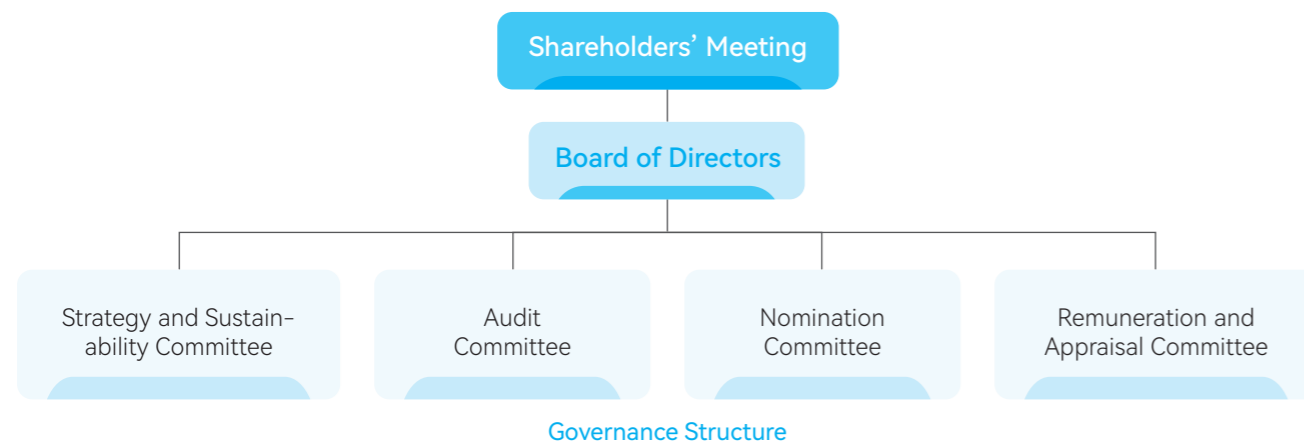 Shareholders’ Meeting
Board of Directors
Strategy and Sustain-
ability Committee
Audit
Committee
Nomination
Committee
Remuneration and
Appraisal Committee
Governance Structure